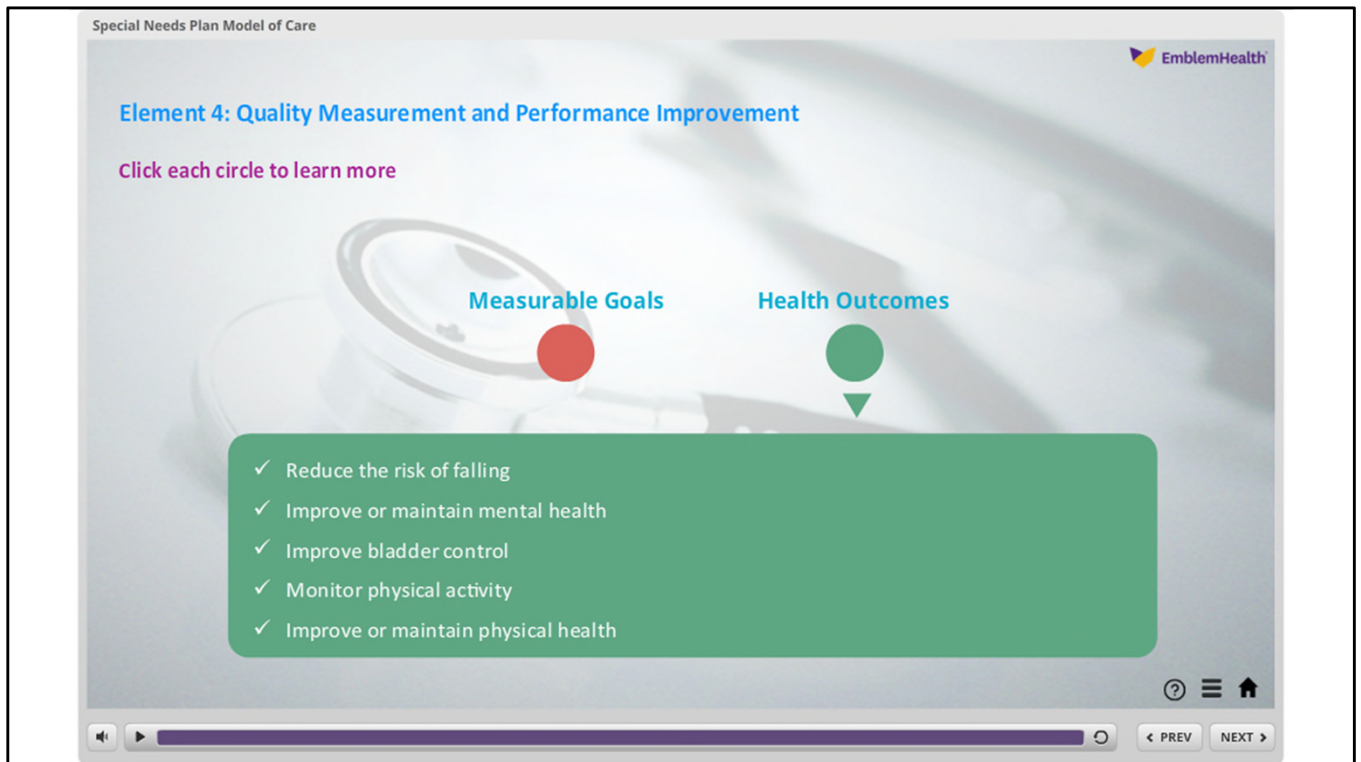 Special Needs Plan Model of Care
EmblemHealth
Element 4: Quality Measurement and Performance Improvement
Click each circle to learn more
Measurable Goals
Health Outcomes
✓ Reduce the risk of falling
✓ Improve or maintain mental health
✓ Improve bladder control
✓ Monitor physical activity
✓ Improve or maintain physical health
?
< PREV
NEXT >